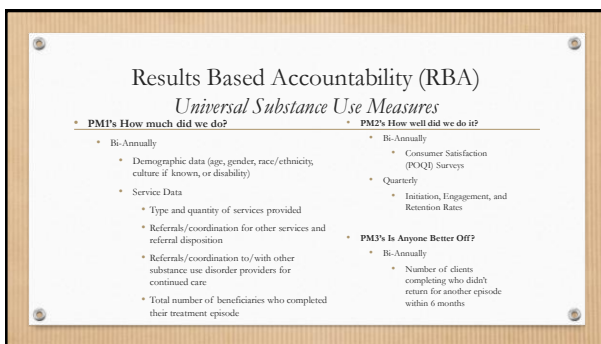 Results Based Accountability (RBA)
Universal Substance Use Measures
• PM1's How much did we do?
• Bi-Annually
• Demographic data (age, gender, race/ethnicity,
culture if known, or disability)
• Service Data
* Type and quantity of services provided
* Referrals/coordination for other services and
referral disposition
* Referrals/coordination to/with other
substance use disorder providers for
continued care
* Total number of beneficiaries who completed
their treatment episode
• PM2's How well did we do it?
• Bi-Annually
• Consumer Satisfaction
(POQI) Surveys
• Quarterly
• Initiation, Engagement, and
Retention Rates
• PM3's Is Anyone Better Off?
• Bi-Annually
• Number of clients
completing who didn't
return for another episode
within 6 months